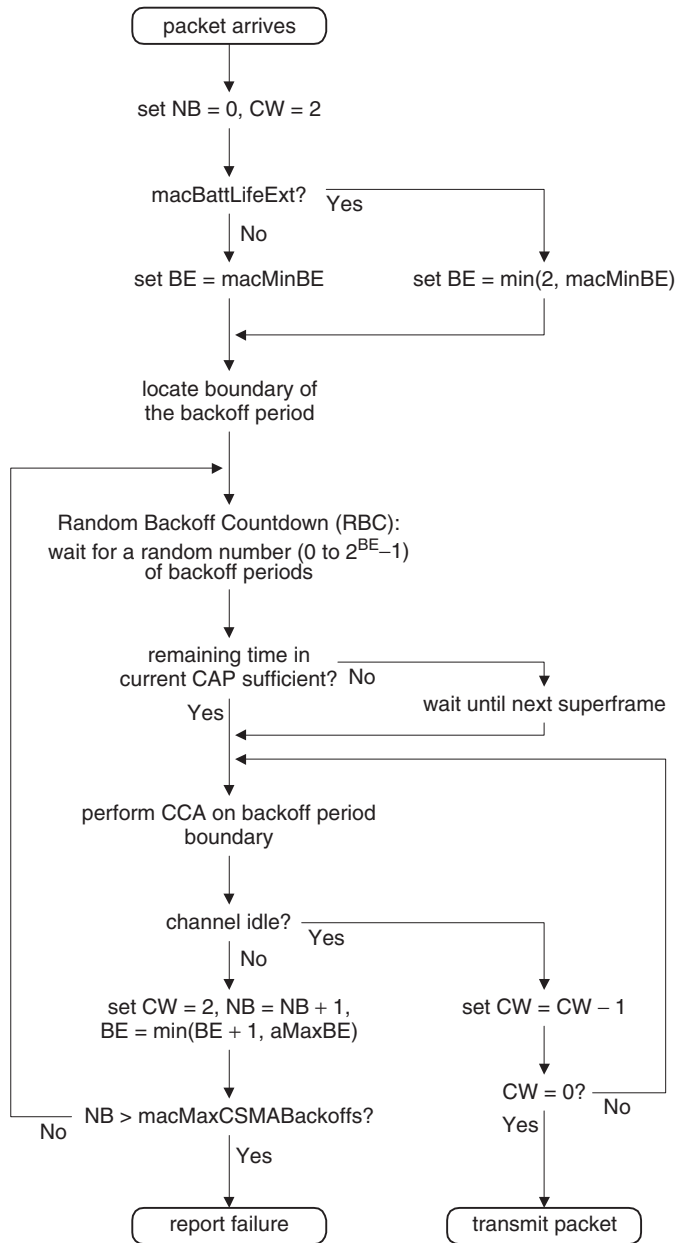 packet arrives
set NB = 0, CW = 2
macBattLifeExt?
Yes
No
set BE = macMinBE
set BE = min(2, macMinBE)
locate boundary of
the backoff period
Random Backoff Countdown (RBC):
wait for a random number (0 to 2^BE–1)
of backoff periods
remaining time in
current CAP sufficient?
No
Yes
wait until next superframe
perform CCA on backoff period
boundary
channel idle?
Yes
No
set CW = 2, NB = NB + 1,
BE = min(BE + 1, aMaxBE)
set CW = CW – 1
CW = 0?
No
Yes
NB > macMaxCSMABackoffs?
No
Yes
report failure
transmit packet